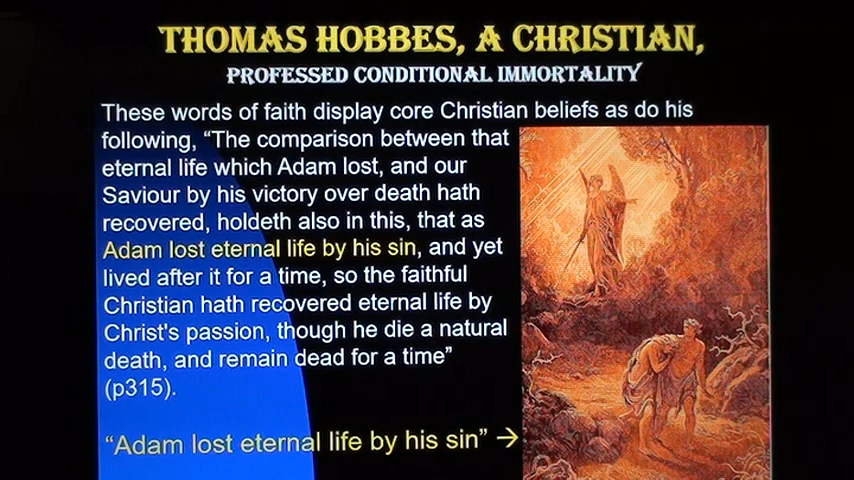 THOMAS HOBBES, A CHRISTIAN,
PROFESSED CONDITIONAL IMMORTALITY
These words of faith display core Christian beliefs as do his
following, “The comparison between that
eternal life which Adam lost, and our
Saviour by his victory over death hath
recovered, holdeth also in this, that as
Adam lost eternal life by his sin, and yet
lived after it for a time, so the faithful
Christian hath recovered eternal life by
Christ's passion, though he die a natural
death, and remain dead for a time”
(p315).
“Adam lost eternal life by his sin” →